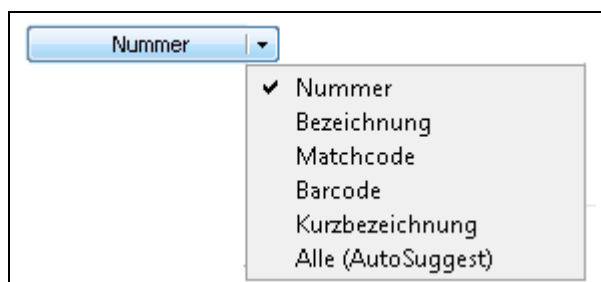 Nummer
Nummer
Bezeichnung
Matchcode
Barcode
Kurzbezeichnung
Alle (AutoSuggest)